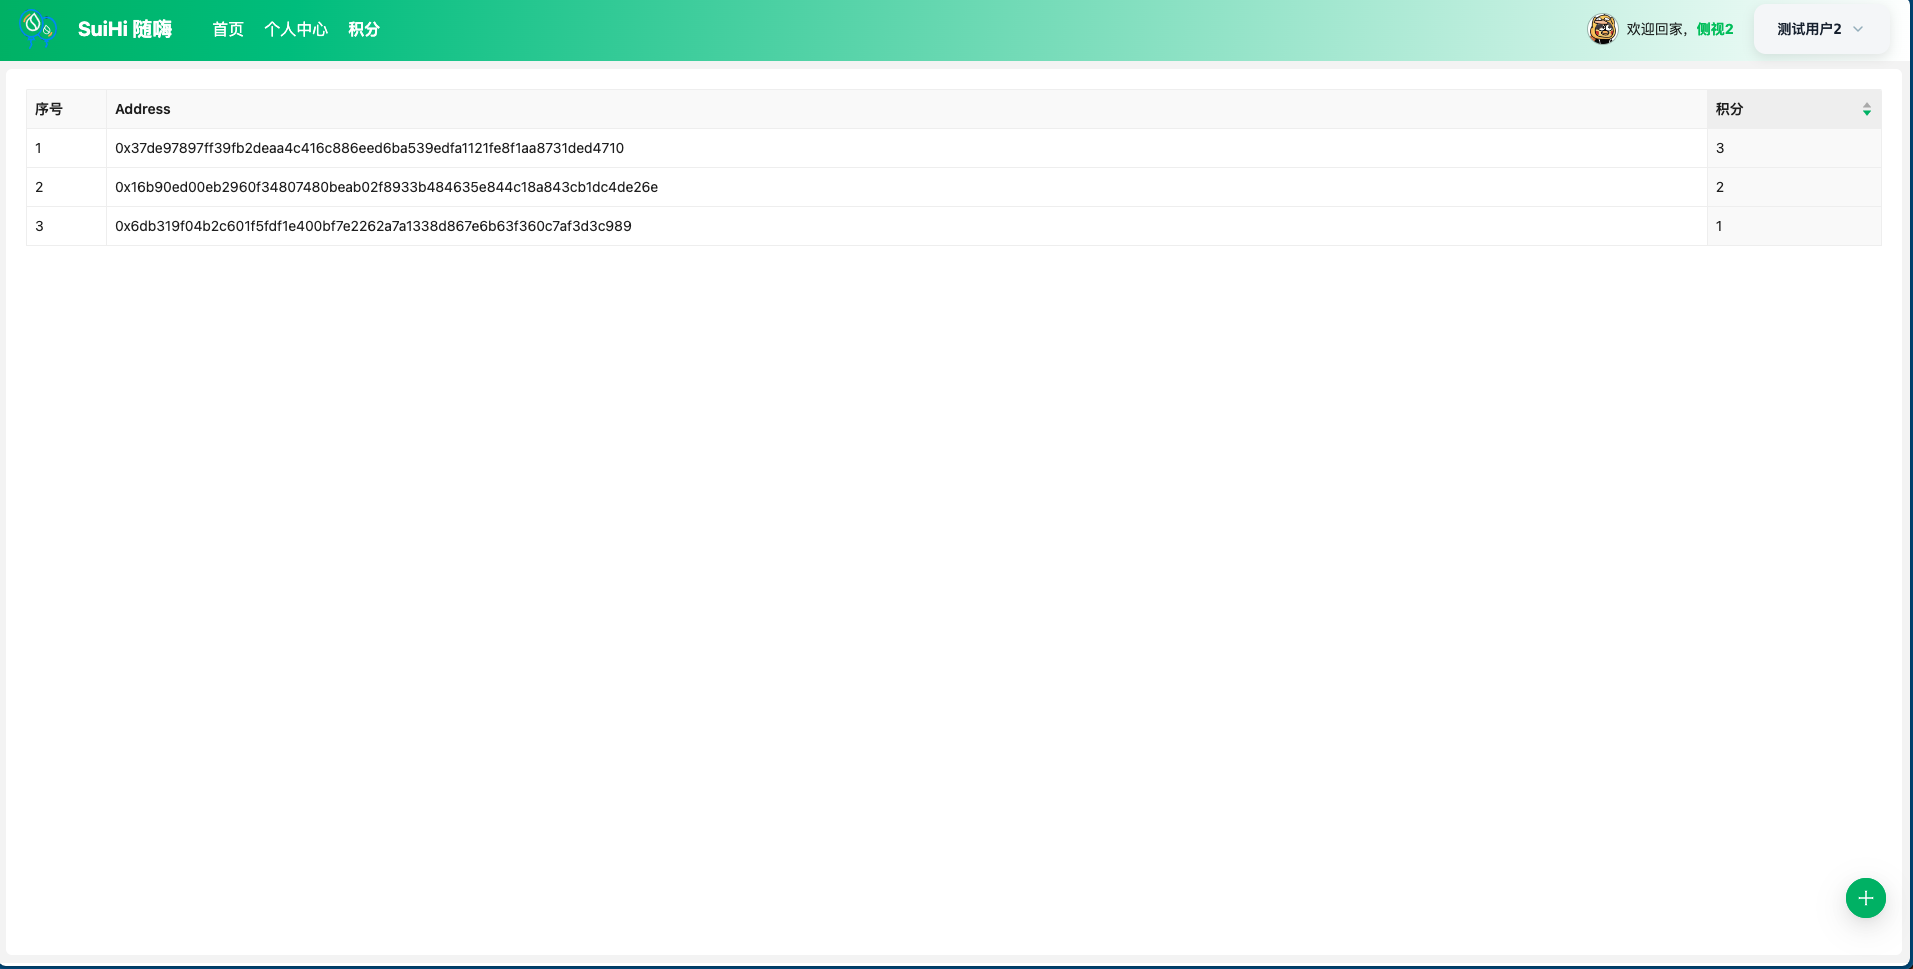 SuiHi 随嗨 首页 个人中心 积分 欢迎回家，侧视2 测试用户2
序号 Address 积分
1 0x37de97897ff39fb2deaa4c416c886eed6ba539edfa1121fe8f1aa8731ded4710 3
2 0x16b90ed00eb2960f34807480beab02f8933b484635e844c18a843cb1dc4de26e 2
3 0x6db319f04b2c601f5fdf1e400bf7e2262a7a1338d867e6b63f360c7af3d3c989 1